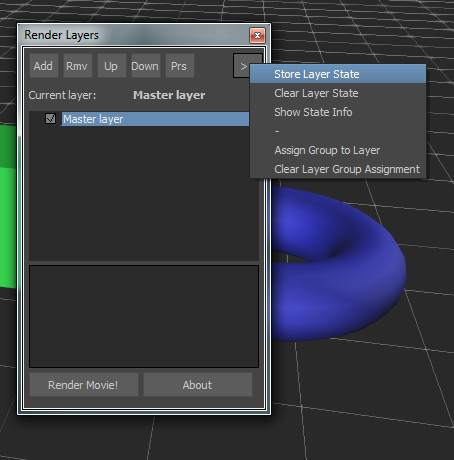 Render Layers
Add Rmv Up Down Prs >
Current layer: Master layer
Master layer
Store Layer State
Clear Layer State
Show State Info
-
Assign Group to Layer
Clear Layer Group Assignment
Render Movie! About